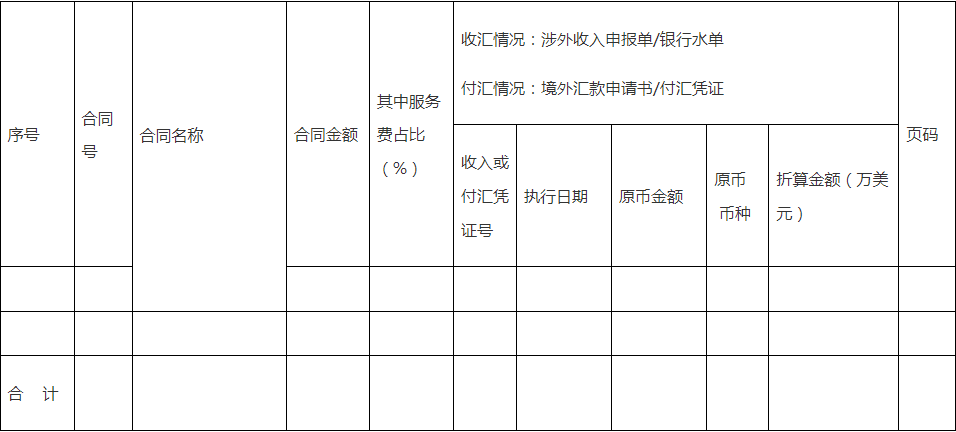 序号
合同
号
合同名称
合同金额
其中服务
费占比
（%）
收汇情况：涉外收入申报单/银行水单
付汇情况：境外汇款申请书/付汇凭证
收入或
付汇凭
证号
执行日期
原币金额
原币
币种
折算金额（万美
元）
页码
合 计